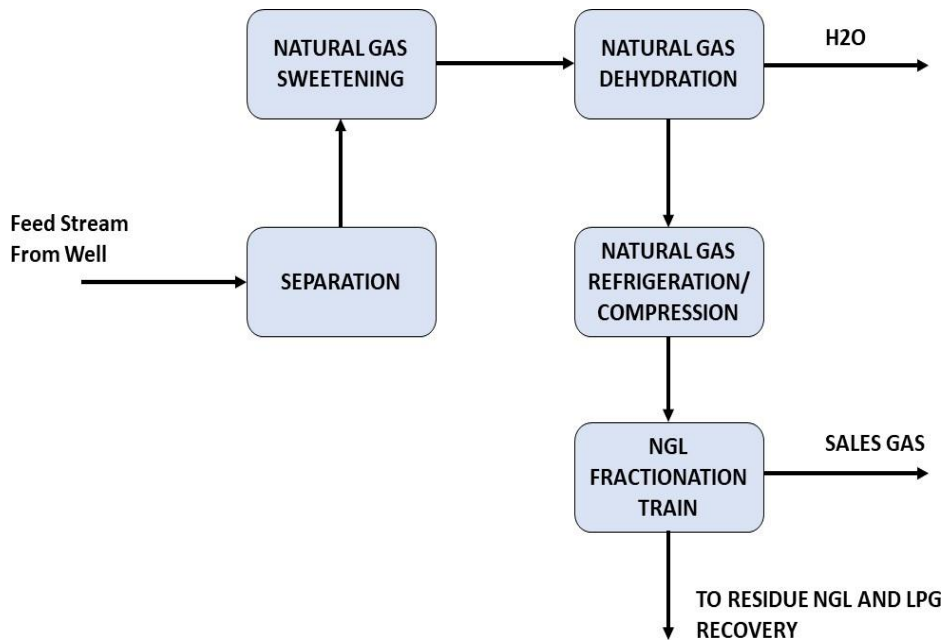 NATURAL GAS
SWEETENING
NATURAL GAS
DEHYDRATION
H2O
Feed Stream
From Well
SEPARATION
NATURAL GAS
REFRIGERATION/
COMPRESSION
NGL
FRACTIONATION
TRAIN
SALES GAS
TO RESIDUE NGL AND LPG
RECOVERY